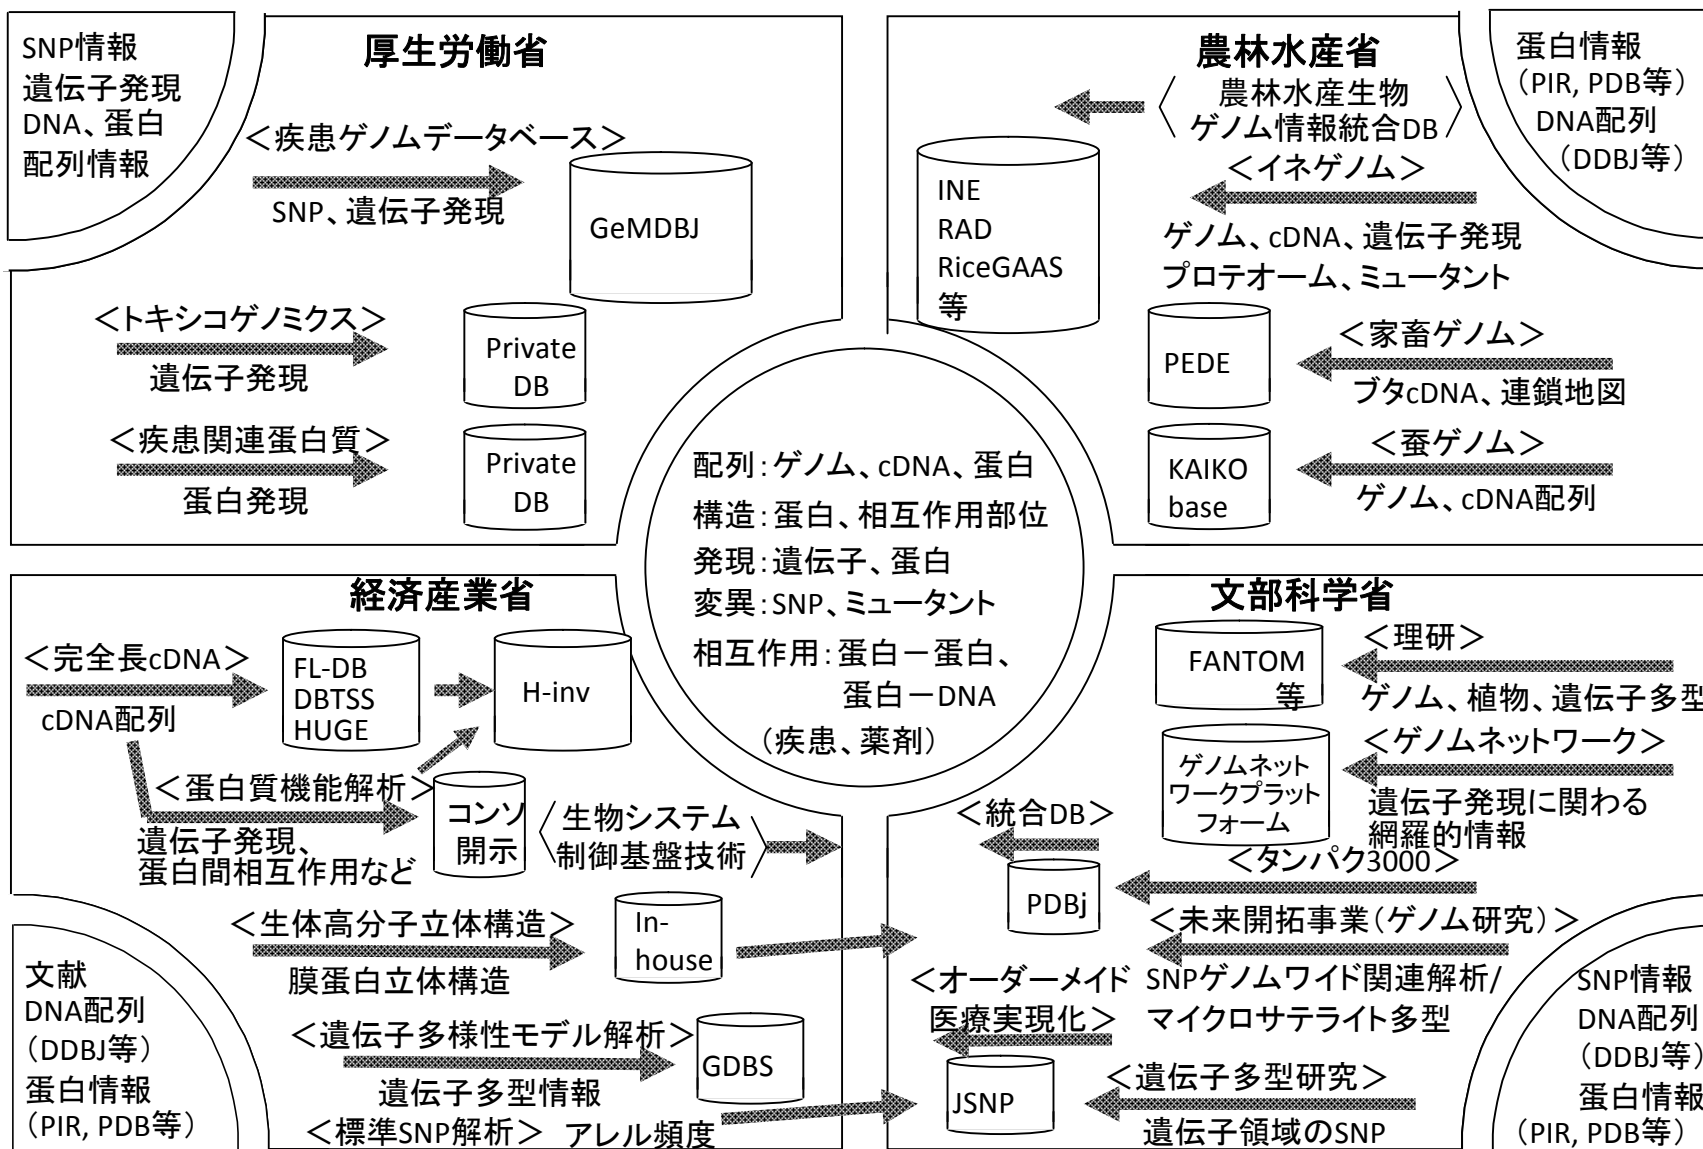 SNP情報
遺伝子発現
DNA、蛋白
配列情報
厚生労働省
＜疾患ゲノムデータベース＞
SNP、遺伝子発現
GeMDBJ
＜トキシコゲノミクス＞
遺伝子発現
Private
DB
＜疾患関連蛋白質＞
蛋白発現
Private
DB
農林水産省
農林水産生物
ゲノム情報統合DB
＜イネゲノム＞
ゲノム、cDNA、遺伝子発現
プロテオーム、ミュータント
INE
RAD
RiceGAAS
等
＜家畜ゲノム＞
ブタcDNA、連鎖地図
PEDE
＜蚕ゲノム＞
ゲノム、cDNA配列
KAIKO
base
蛋白情報
（PIR, PDB等）
DNA配列
（DDBJ等）
配列：ゲノム、cDNA、蛋白
構造：蛋白、相互作用部位
発現：遺伝子、蛋白
変異：SNP、ミュータント
相互作用：蛋白－蛋白、
蛋白－DNA
（疾患、薬剤）
経済産業省
＜完全長cDNA＞
cDNA配列
FL-DB
DBTSS
HUGE
H-inv
＜蛋白質機能解析＞
遺伝子発現、
蛋白間相互作用など
コンソ
開示
〈生物システム
制御基盤技術〉
＜生体高分子立体構造＞
膜蛋白立体構造
In-
house
＜遺伝子多様性モデル解析＞
遺伝子多型情報
GDBS
＜標準SNP解析＞
アレル頻度
文献
DNA配列
（DDBJ等）
蛋白情報
（PIR, PDB等）
文部科学省
FANTOM
等
＜理研＞
ゲノム、植物、遺伝子多型
＜ゲノムネットワーク＞
遺伝子発現に関わる
網羅的情報
ゲノムネット
ワークプラット
フォーム
＜統合DB＞
＜タンパク3000＞
PDBj
＜未来開拓事業（ゲノム研究）＞
SNPゲノムワイド関連解析/
マイクロサテライト多型
＜オーダーメイド
医療実現化＞
JSNP
＜遺伝子多型研究＞
遺伝子領域のSNP
SNP情報
DNA配列
（DDBJ等）
蛋白情報
（PIR, PDB等）